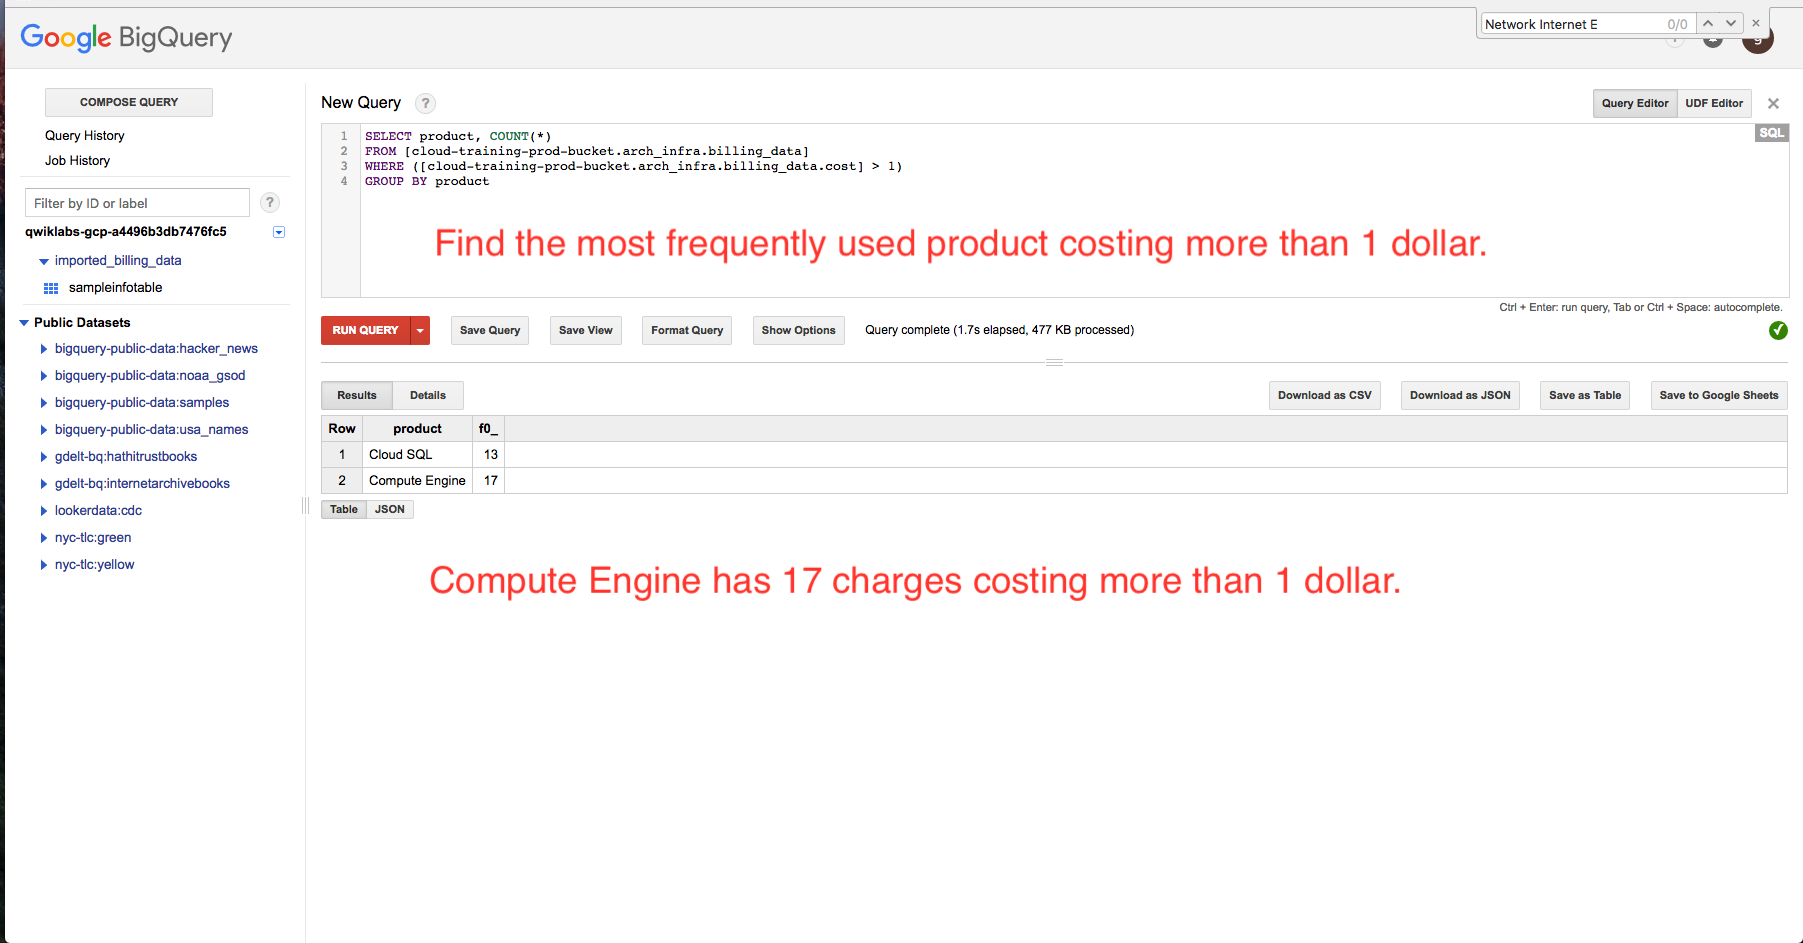 Network Internet E 0/0
Google BigQuery
COMPOSE QUERY
Query History
Job History
Filter by ID or label ?
qwiklabs-gcp-a4496b3db7476fc5
imported_billing_data
sampleinfotable
Public Datasets
bigquery-public-data:hacker_news
bigquery-public-data:noaa_gsod
bigquery-public-data:samples
bigquery-public-data:usa_names
gdelt-bq:hathitrustbooks
gdelt-bq:internetarchivebooks
lookerdata:cdc
nyc-tlc:green
nyc-tlc:yellow
New Query ?
Query Editor UDF Editor
SQL
1 SELECT product, COUNT(*)
2 FROM [cloud-training-prod-bucket.arch_infra.billing_data]
3 WHERE ([cloud-training-prod-bucket.arch_infra.billing_data.cost] > 1)
4 GROUP BY product
Find the most frequently used product costing more than 1 dollar.
Ctrl + Enter: run query, Tab or Ctrl + Space: autocomplete.
RUN QUERY Save Query Save View Format Query Show Options Query complete (1.7s elapsed, 477 KB processed)
Results Details Download as CSV Download as JSON Save as Table Save to Google Sheets
Row product f0_
1 Cloud SQL 13
2 Compute Engine 17
Table JSON
Compute Engine has 17 charges costing more than 1 dollar.